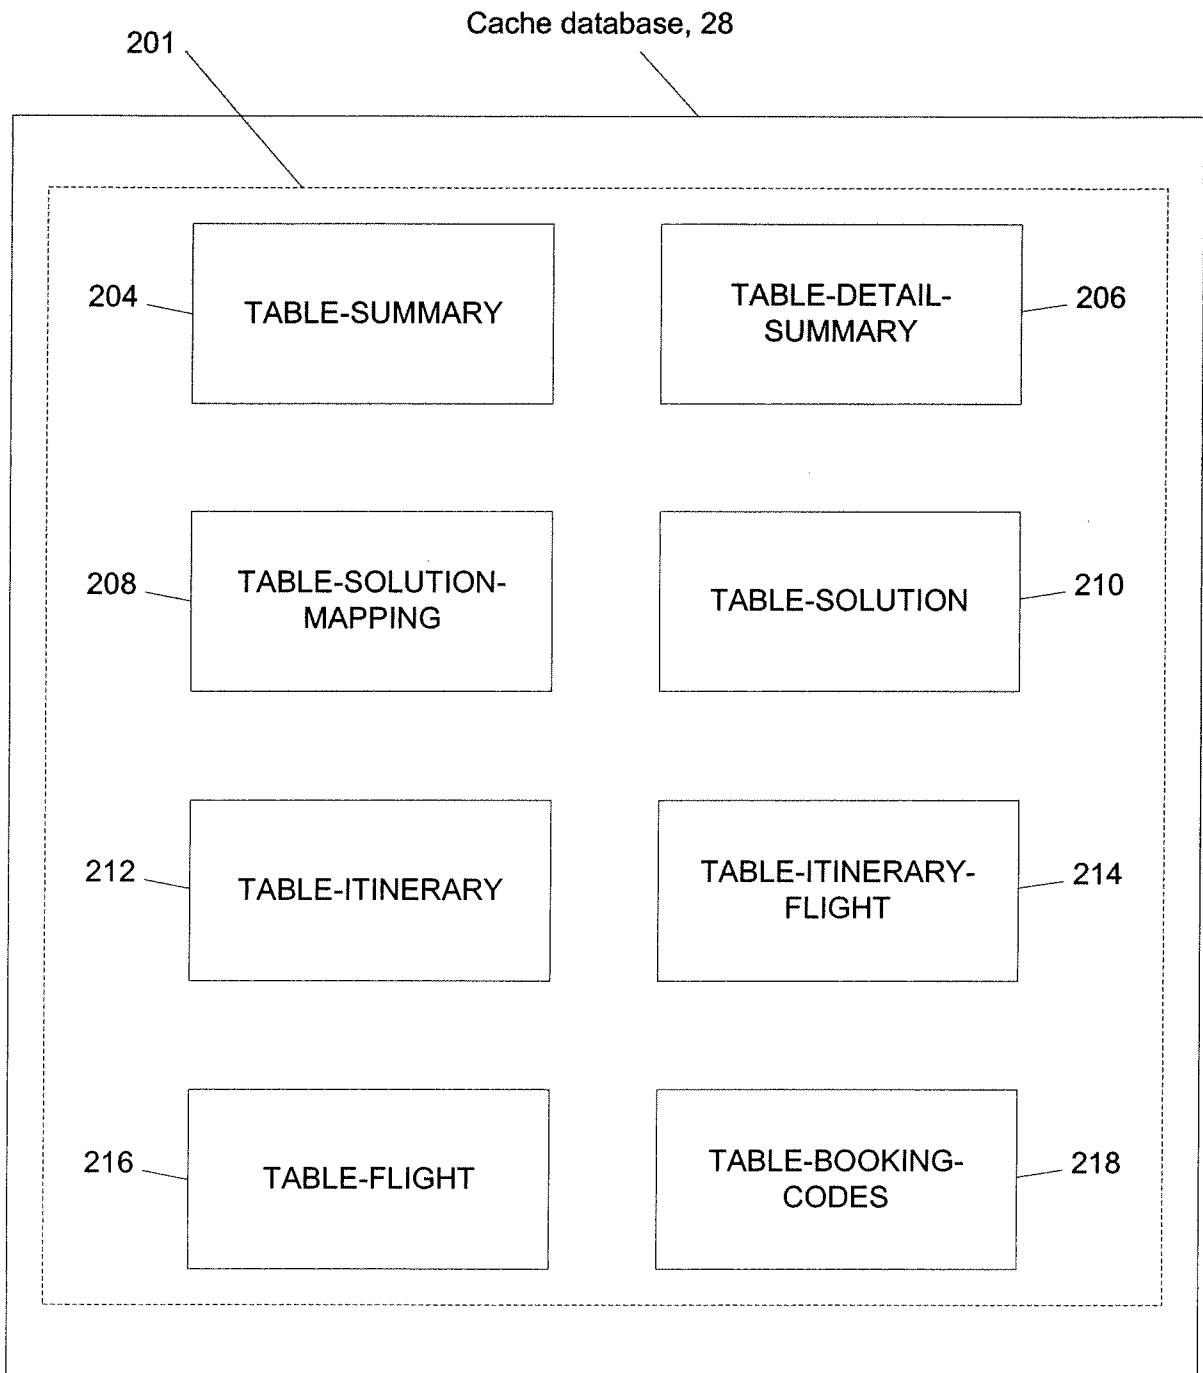 Cache database, 28
201
204
TABLE-SUMMARY
TABLE-DETAIL-
SUMMARY
206
208
TABLE-SOLUTION-
MAPPING
TABLE-SOLUTION
210
212
TABLE-ITINERARY
TABLE-ITINERARY-
FLIGHT
214
216
TABLE-FLIGHT
TABLE-BOOKING-
CODES
218